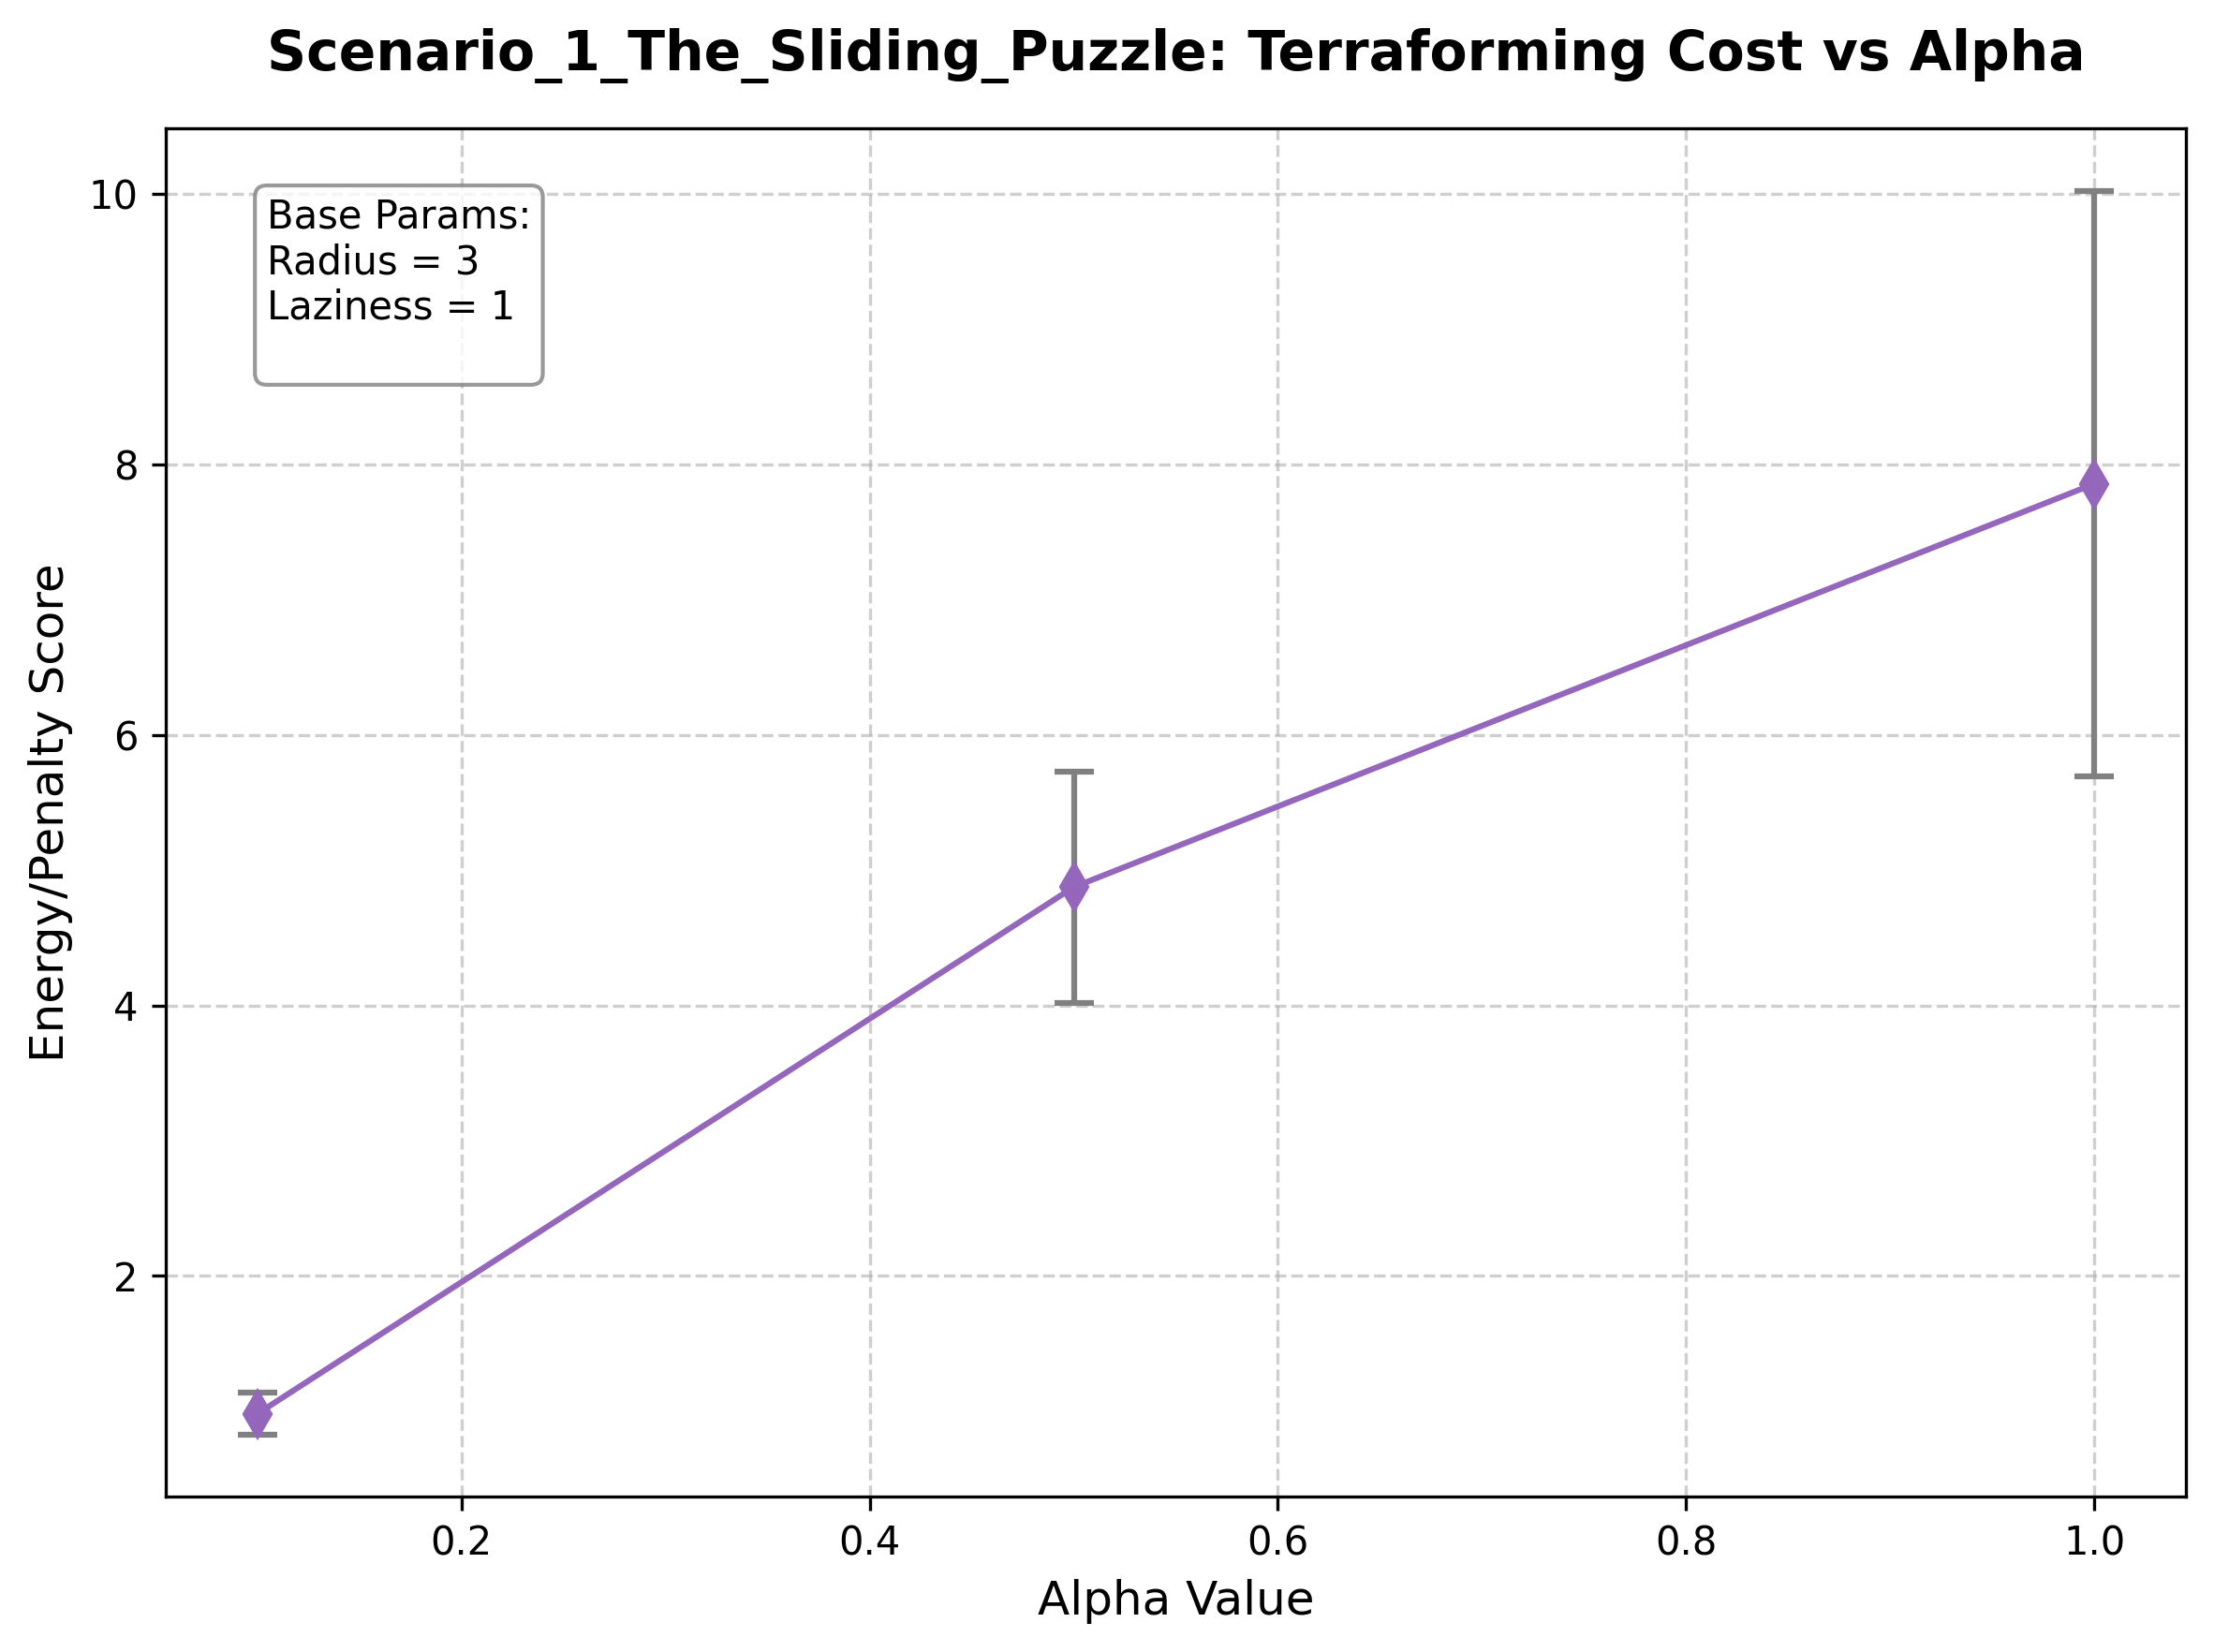 Scenario_1_The_Sliding_Puzzle: Terraforming Cost vs Alpha
Energy/Penalty Score
10
8
6
4
2
Base Params:
Radius = 3
Laziness = 1
0.2
0.4
0.6
0.8
1.0
Alpha Value